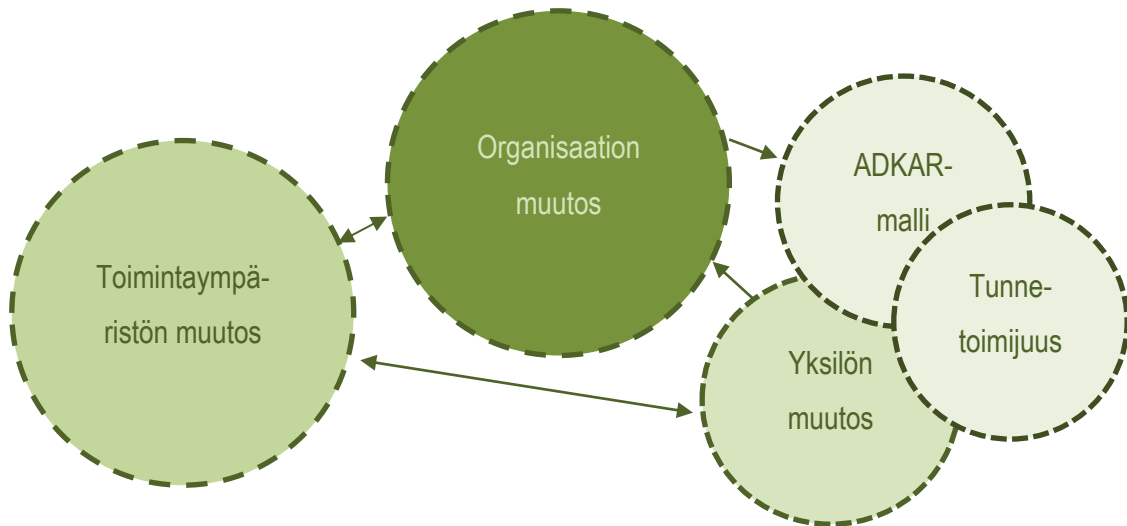 Organisaation
muutos
ADKAR-
malli
Toimintaympä-
ristön muutos
Tunne-
toimijuus
Yksilön
muutos